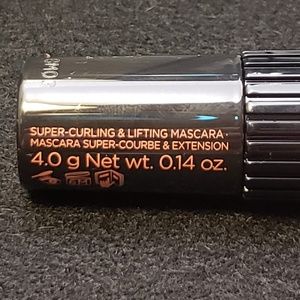 SUPER-CURLING & LIFTING MASCARA •
MASCARA SUPER-COURBE & EXTENSION
4.0 g Net wt. 0.14 oz.